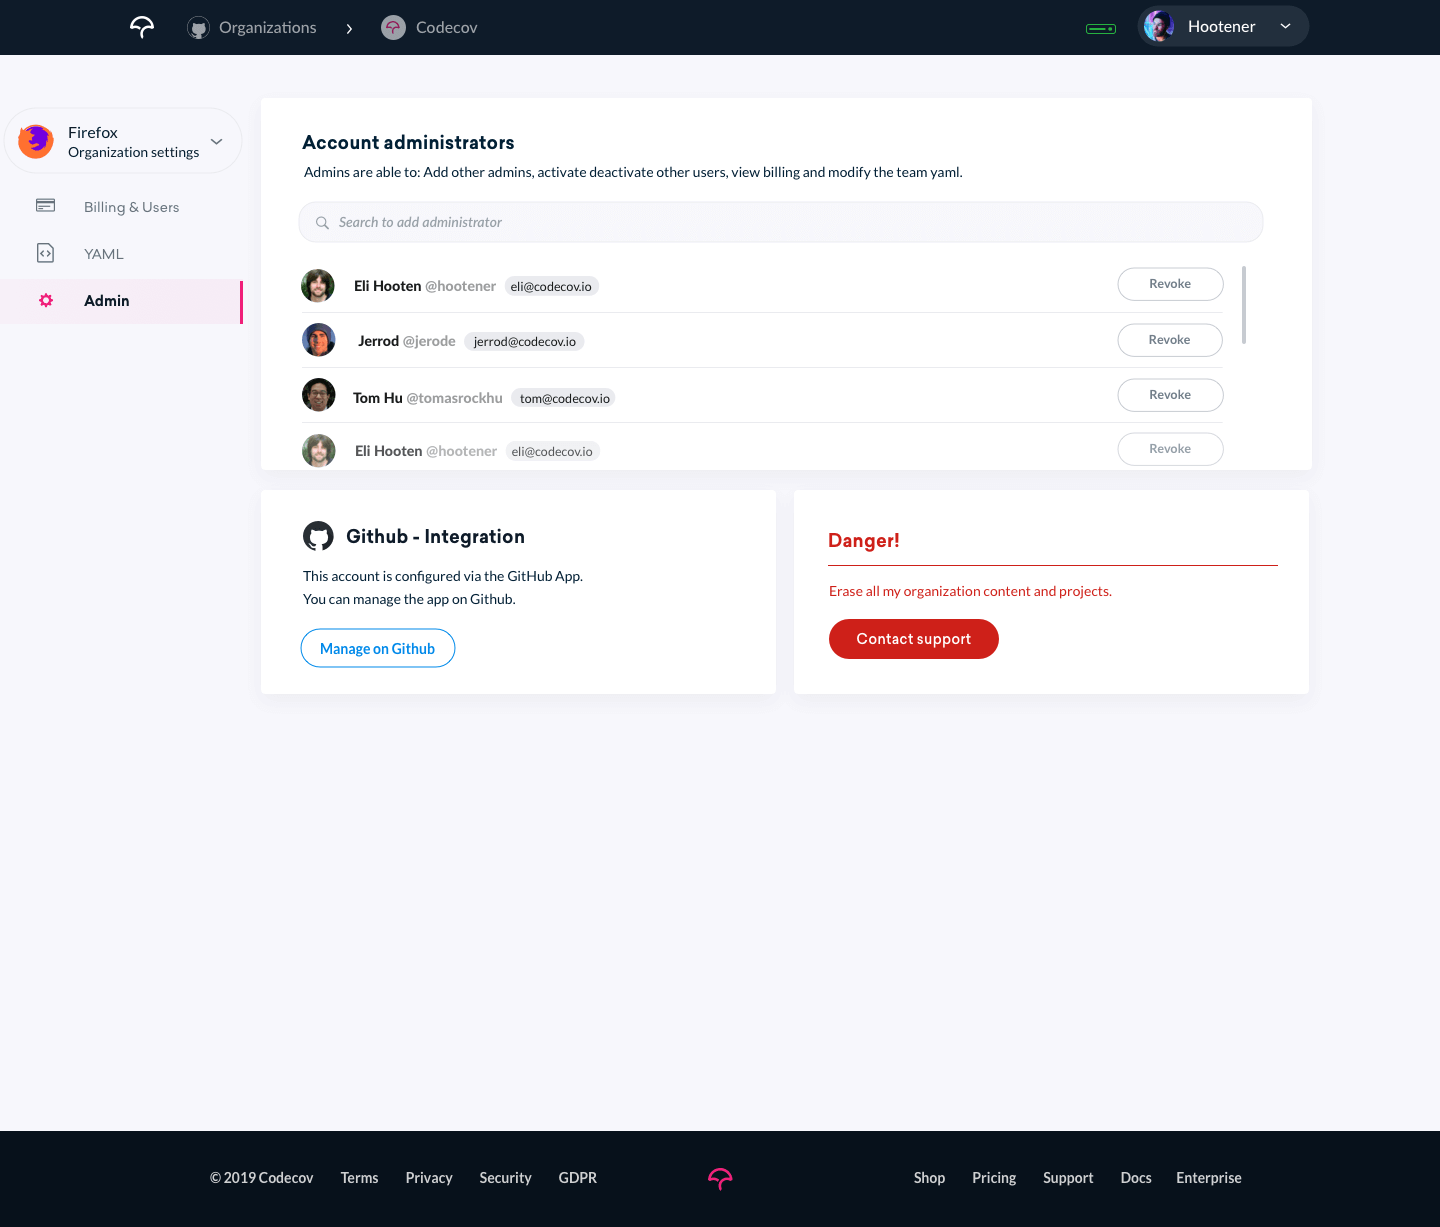 Organizations
Codecov
Hootener
Firefox
Organization settings
Billing & Users
YAML
Admin
Account administrators
Admins are able to: Add other admins, activate deactivate other users, view billing and modify the team yaml.
Search to add administrator
Eli Hooten @hootener eli@codecov.io Revoke
Jerrod @jerode jerrod@codecov.io Revoke
Tom Hu @tomasrockhu tom@codecov.io Revoke
Eli Hooten @hootener eli@codecov.io Revoke
Github - Integration
This account is configured via the GitHub App.
You can manage the app on Github.
Manage on Github
Danger!
Erase all my organization content and projects.
Contact support
© 2019 Codecov Terms Privacy Security GDPR Shop Pricing Support Docs Enterprise